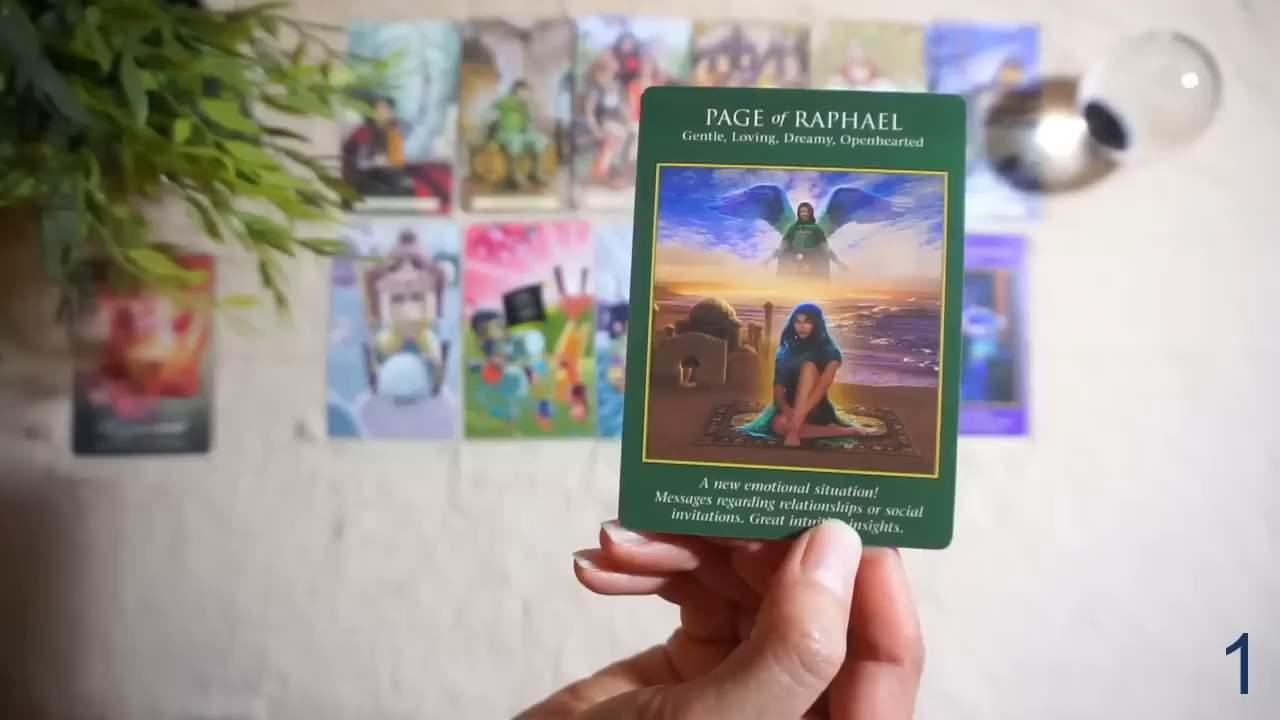 PAGE of RAPHAEL
Gentle, Loving, Dreamy, Openhearted
A new emotional situation!
Messages regarding relationships or social
invitations. Great insights.
1